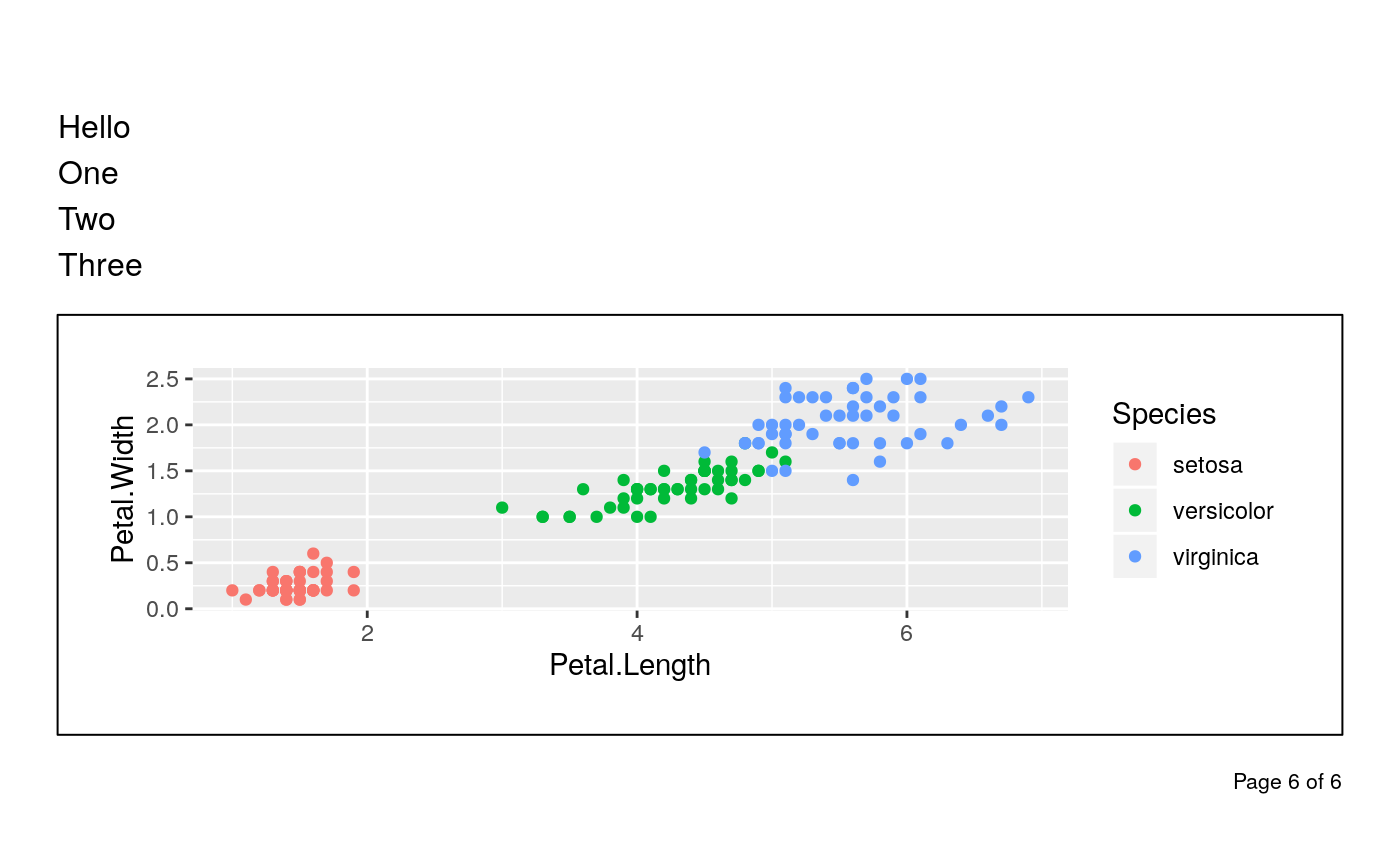 Hello
One
Two
Three
2.5
2.0
1.5
1.0
0.5
0.0
Petal.Width
2 4 6
Petal.Length
Species
setosa
versicolor
virginica
Page 6 of 6